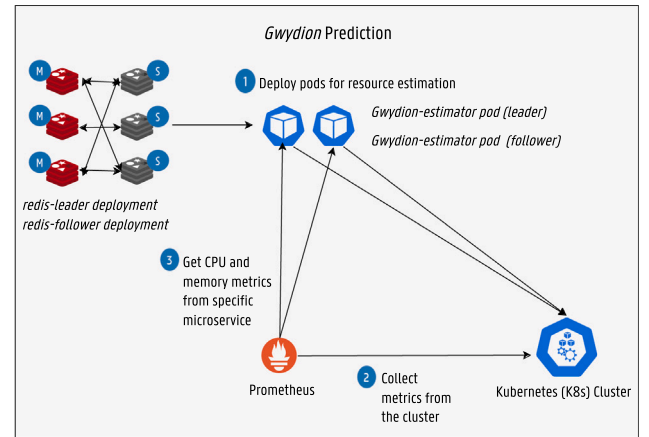 Gwydion Prediction
M
S
M
S
M
S
redis-leader deployment
redis-follower deployment
1 Deploy pods for resource estimation
Gwydion-estimator pod (leader)
Gwydion-estimator pod (follower)
3 Get CPU and
memory metrics
from specific
microservice
Prometheus
2 Collect
metrics from
the cluster
Kubernetes (K8s) Cluster